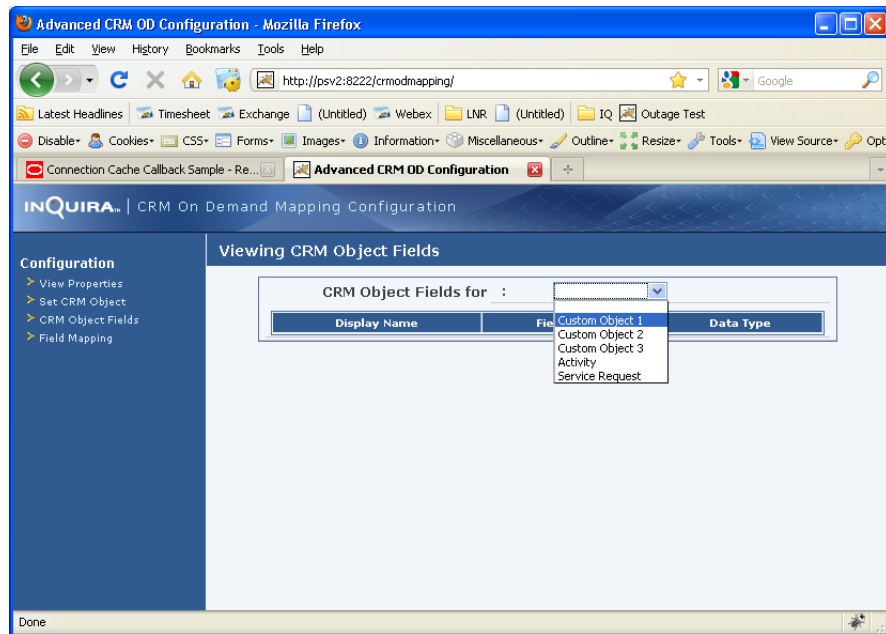 Advanced CRM OD Configuration - Mozilla Firefox
File Edit View History Bookmarks Tools Help
http://psv2:8222/crmodmapping/ Google
Latest Headlines Timesheet Exchange (Untitled) Webex LNR (Untitled) IQ Outage Test
Disable Cookies CSS Forms Images Information Miscellaneous Outline Resize Tools View Source Opt
Connection Cache Callback Sample - Re... Advanced CRM OD Configuration
INQUIRA™ | CRM On Demand Mapping Configuration
Configuration
View Properties
Set CRM Object
CRM Object Fields
Field Mapping
Viewing CRM Object Fields
CRM Object Fields for :
Display Name Fie Data Type
Custom Object 1
Custom Object 2
Custom Object 3
Activity
Service Request
Done